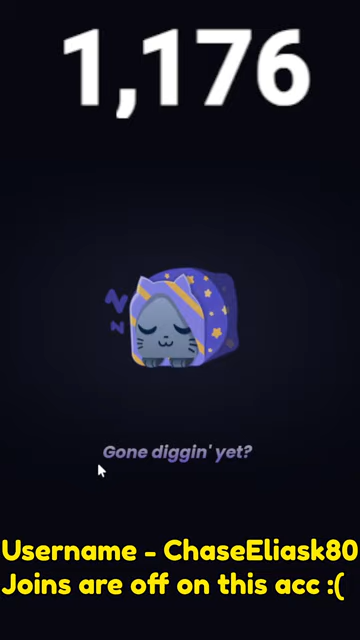 1,176
Gone diggin' yet?
Username - ChaseEliask80
Joins are off on this acc :(